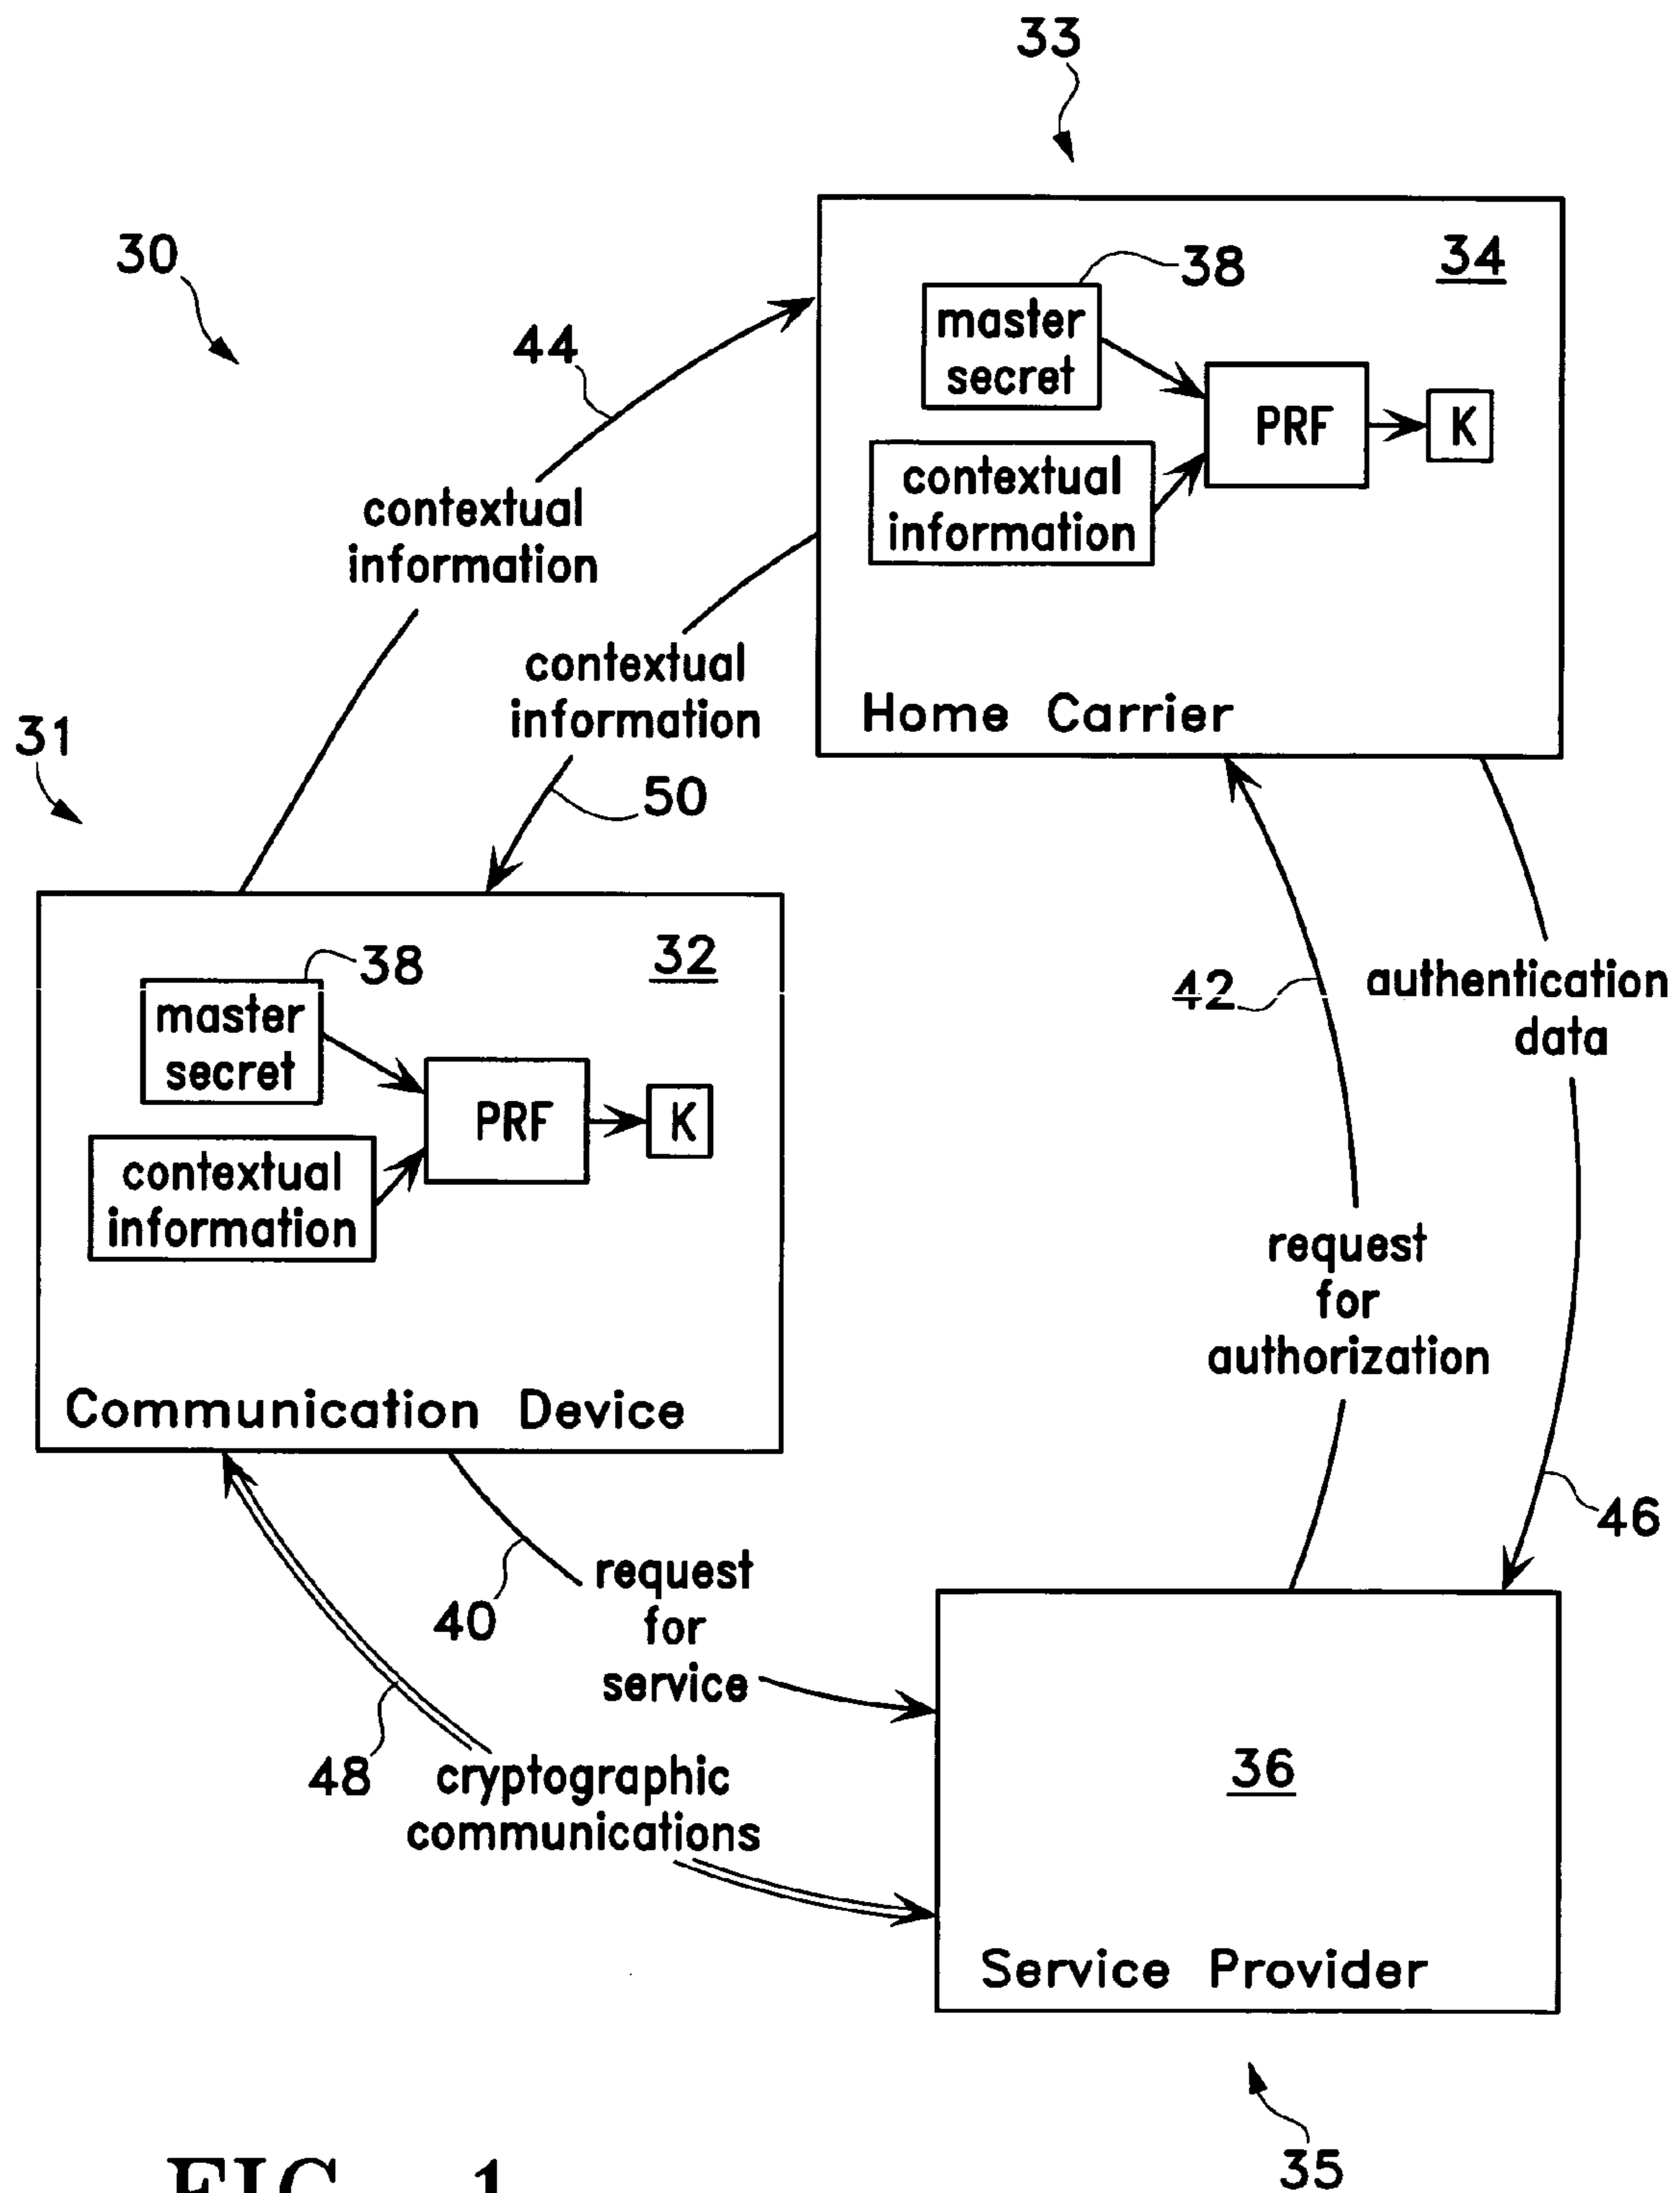 33
30
34
38
master
secret
44
PRF
K
contextual
information
contextual
information
contextual
information
Home Carrier
31
50
32
38
master
secret
42
authentication
data
PRF
K
contextual
information
request
for
authorization
Communication Device
46
request
for
service
40
36
48
cryptographic
communications
Service Provider
35
FIG. 1